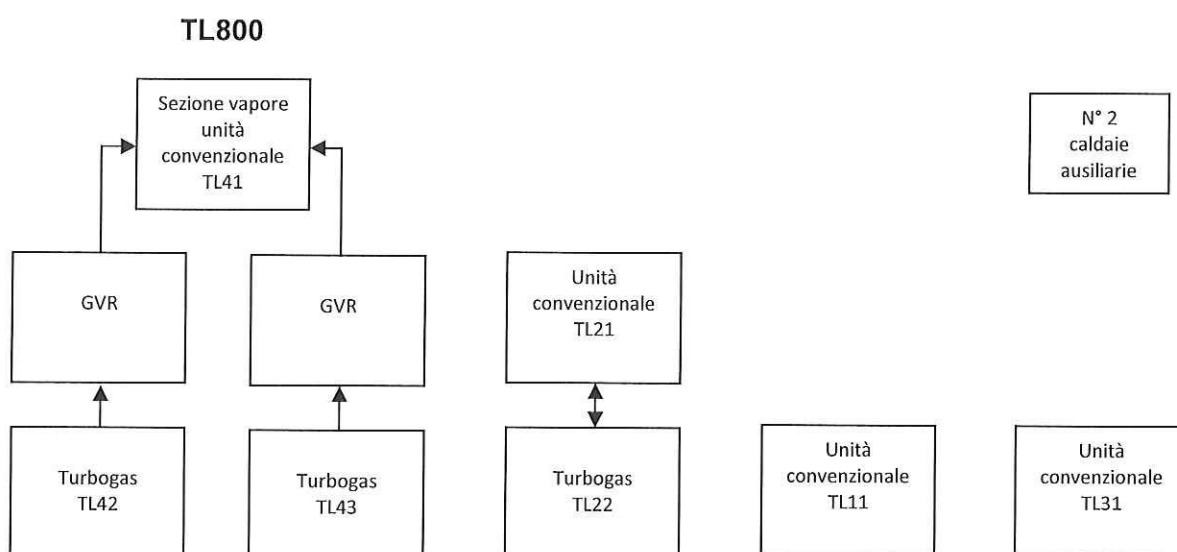 TL800
Sezione vapore
unità
convenzionale
TL41
N° 2
caldaie
ausiliarie
GVR
GVR
Unità
convenzionale
TL21
Turbogas
TL42
Turbogas
TL43
Turbogas
TL22
Unità
convenzionale
TL11
Unità
convenzionale
TL31